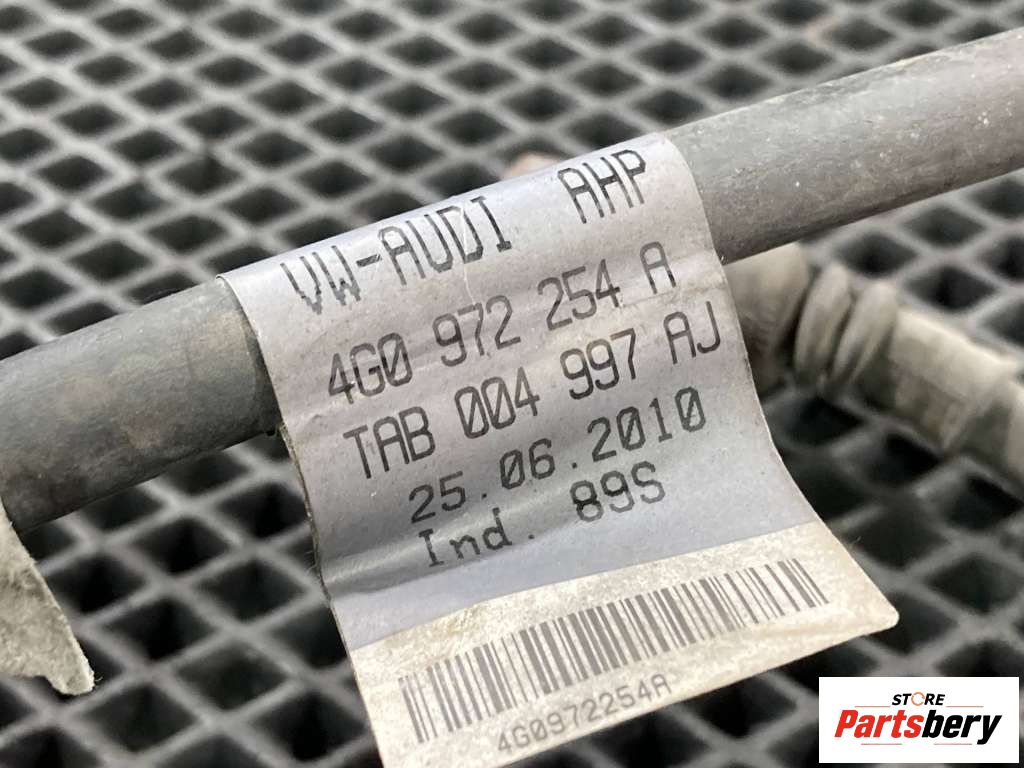 VW-AUDI AHP
4G0 972 254 A
TAB 004 997 AJ
25.06.2010
Ind. 89S
4G0972254A
STORE
Partsbery